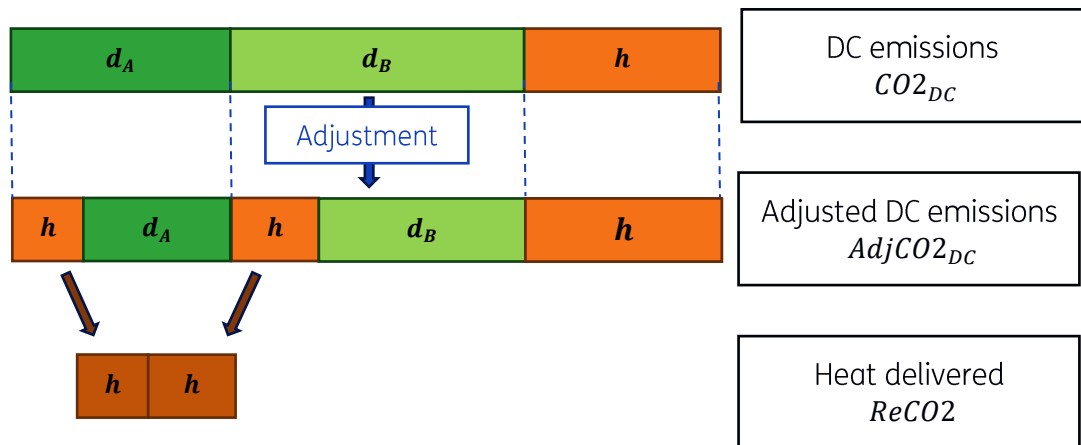 d_A d_B h
DC emissions
CO2_DC
Adjustment
h d_A h d_B h
Adjusted DC emissions
AdjCO2_DC
h h
Heat delivered
ReCO2